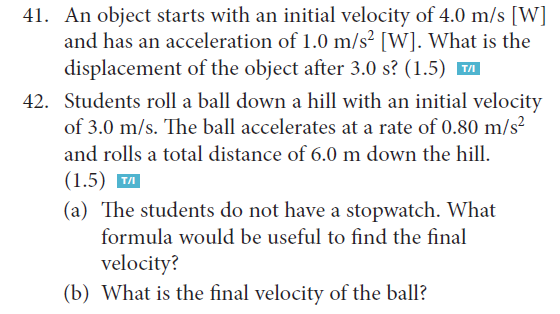 41. An object starts with an initial velocity of 4.0 m/s [W]
and has an acceleration of 1.0 m/s² [W]. What is the
displacement of the object after 3.0 s? (1.5) T/I
42. Students roll a ball down a hill with an initial velocity
of 3.0 m/s. The ball accelerates at a rate of 0.80 m/s²
and rolls a total distance of 6.0 m down the hill.
(1.5) T/I
(a) The students do not have a stopwatch. What
formula would be useful to find the final
velocity?
(b) What is the final velocity of the ball?